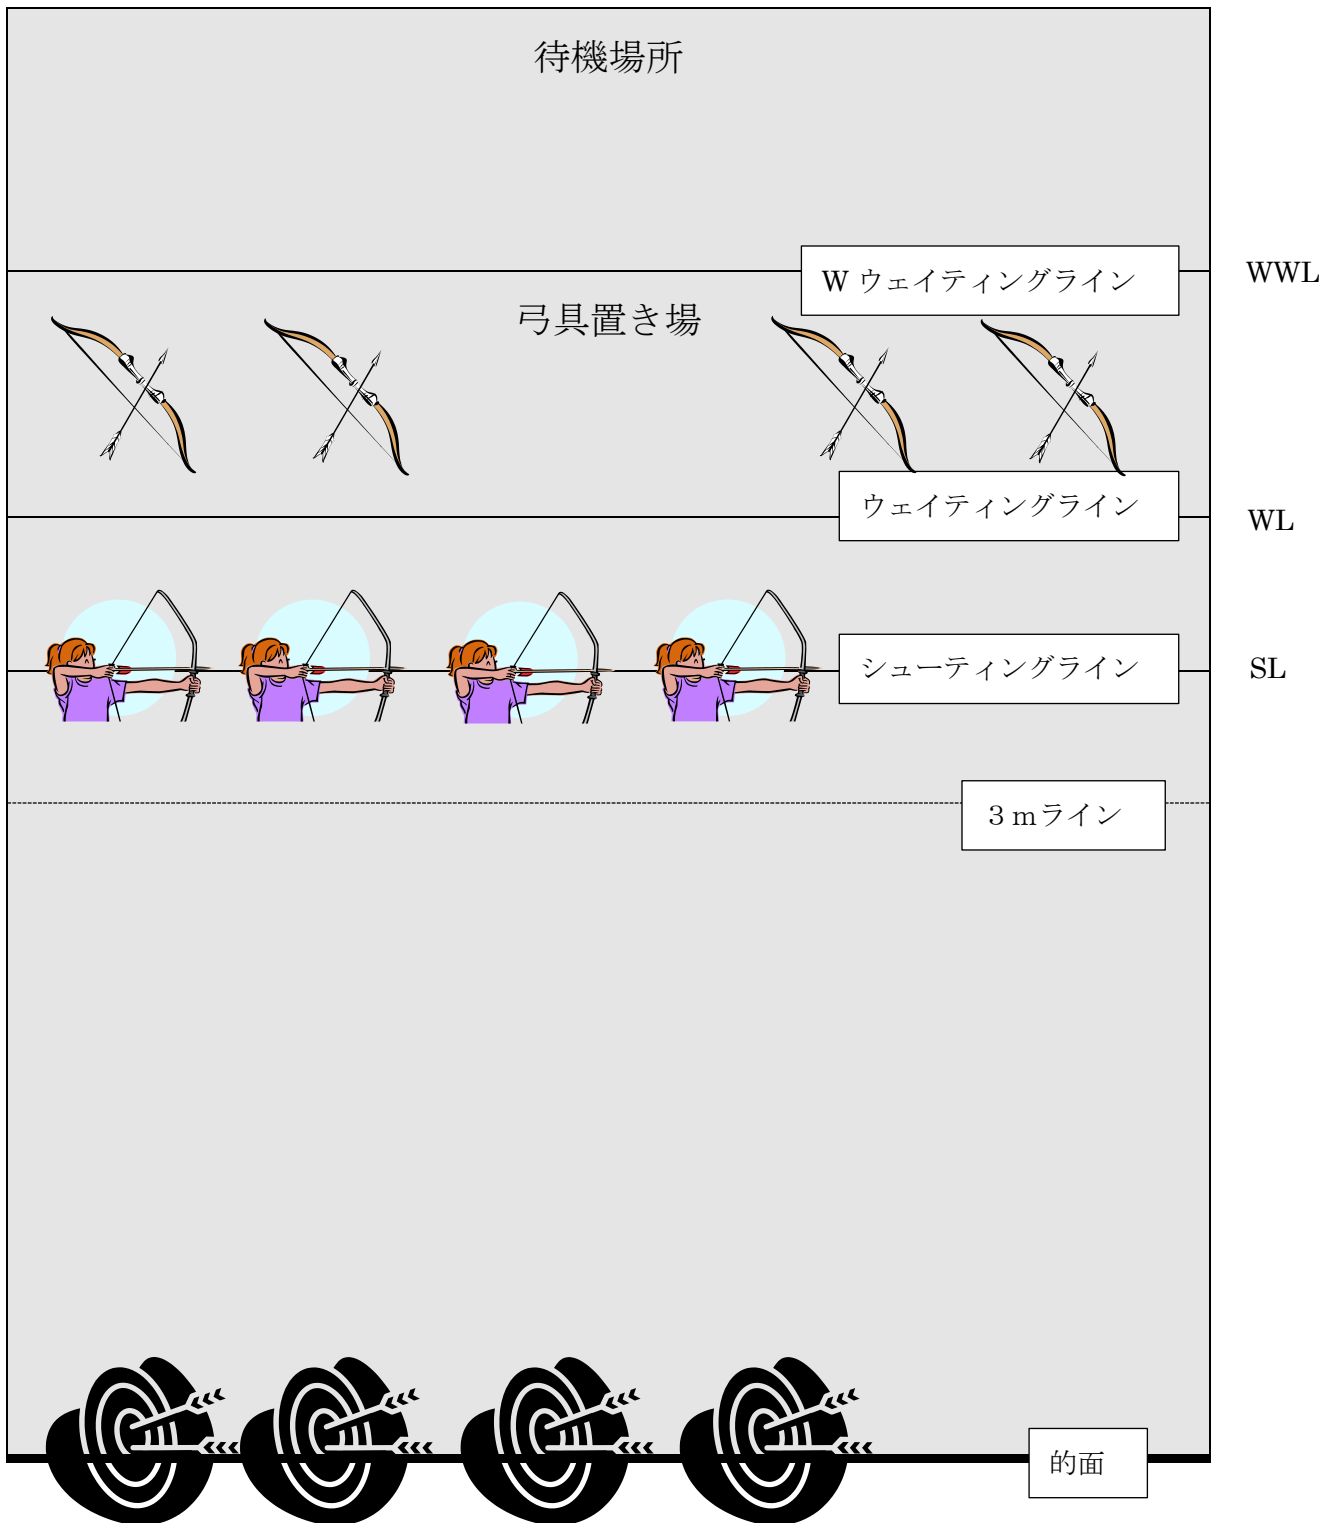 待機場所
W ウェイティングライン
WWL
弓具置き場
ウェイティングライン
WL
シューティングライン
SL
３ｍライン
的面